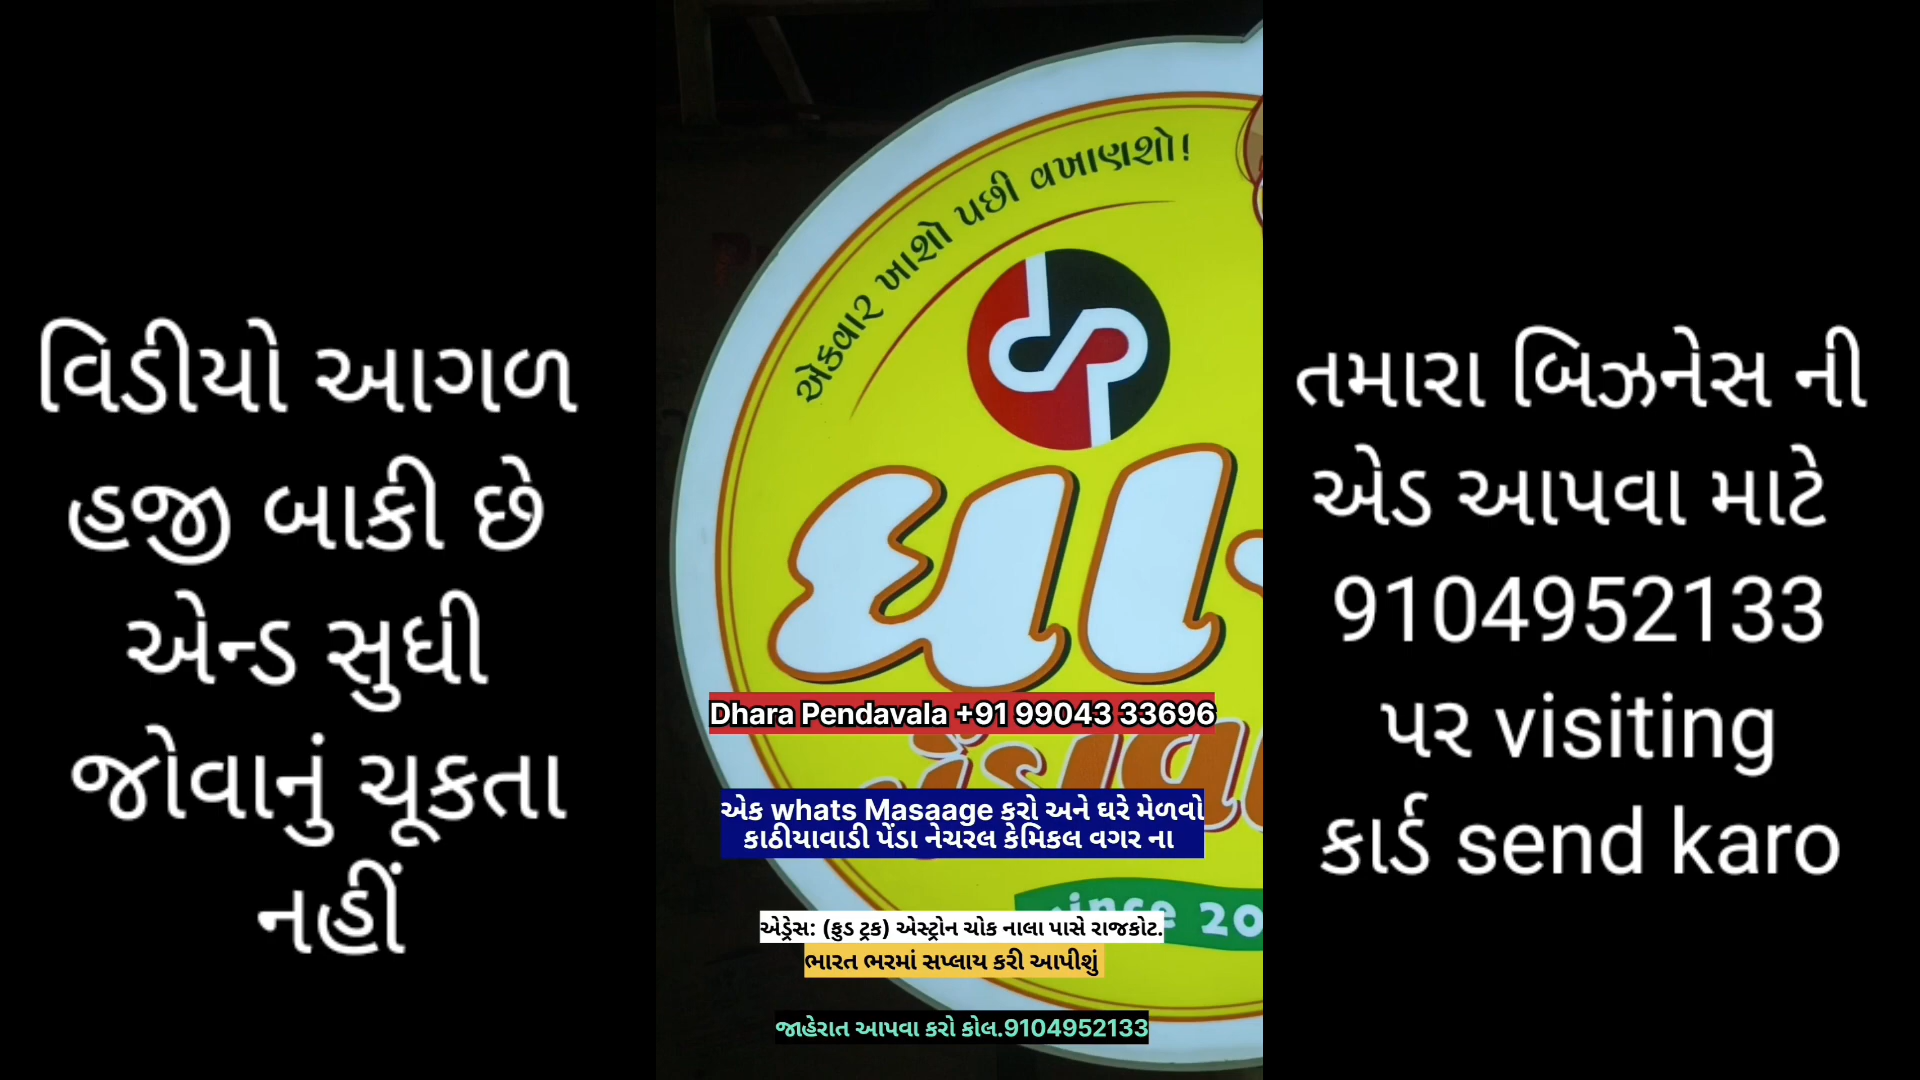 વિડીયો આગળ
હજી બાકી છે
એન્ડ સુધી
જોવાનું ચૂકતા
નહીં
એકવાર ખાશો પછી વખાણશો!
Dhara Pendavala +91 99043 33696
એક whats Masaage કરો અને ઘરે મેળવો
કાઠીયાવાડી પેંડા નેચરલ કેમિકલ વગર ના
since 20
એડ્રેસ: (ફુડ ટ્રક) એસ્ટ્રોન ચોક નાલા પાસે રાજકોટ.
ભારત ભરમાં સપ્લાય કરી આપીશું
જાહેરાત આપવા કરો કોલ.9104952133
તમારા બિઝનેસ ની
એડ આપવા માટે
9104952133
પર visiting
કાર્ડ send karo